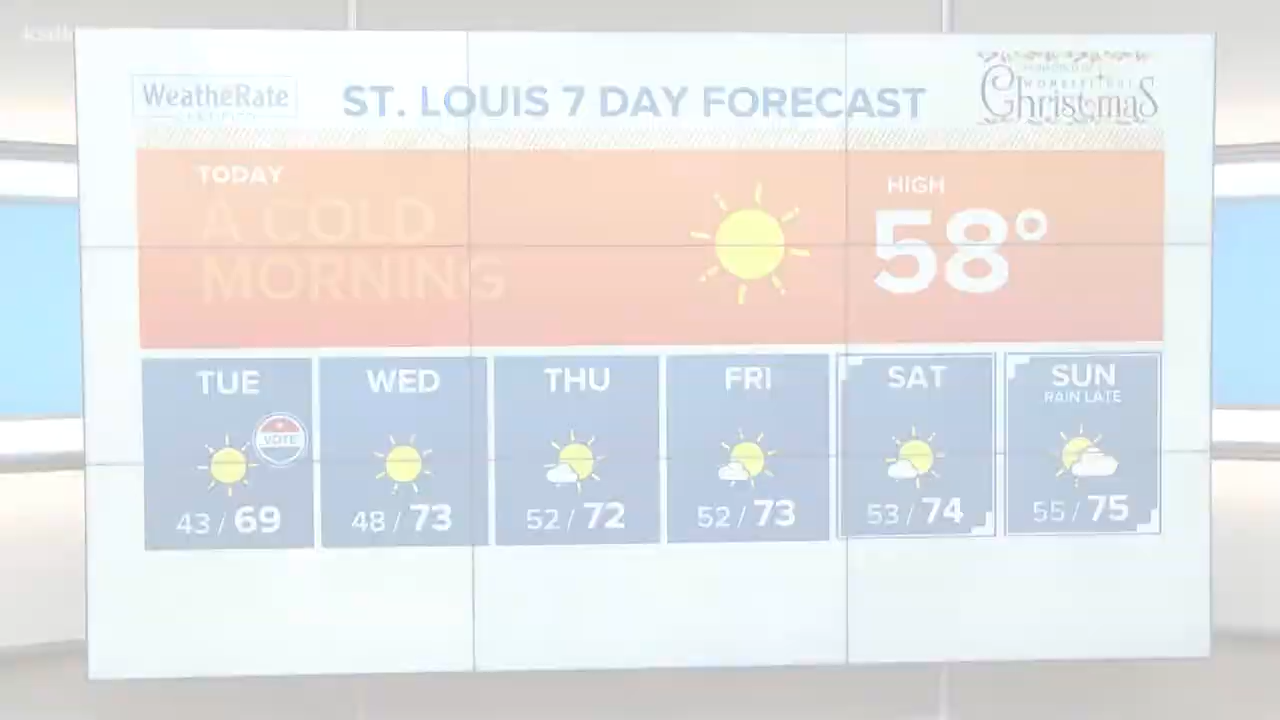 WeatheRate
ST. LOUIS 7 DAY FORECAST
WONDERFULL
Christmas
TODAY
A COLD
MORNING
HIGH
58°
TUE
VOTE
43 / 69
WED
48 / 73
THU
52 / 72
FRI
52 / 73
SAT
53 / 74
SUN
RAIN LATE
55 / 75